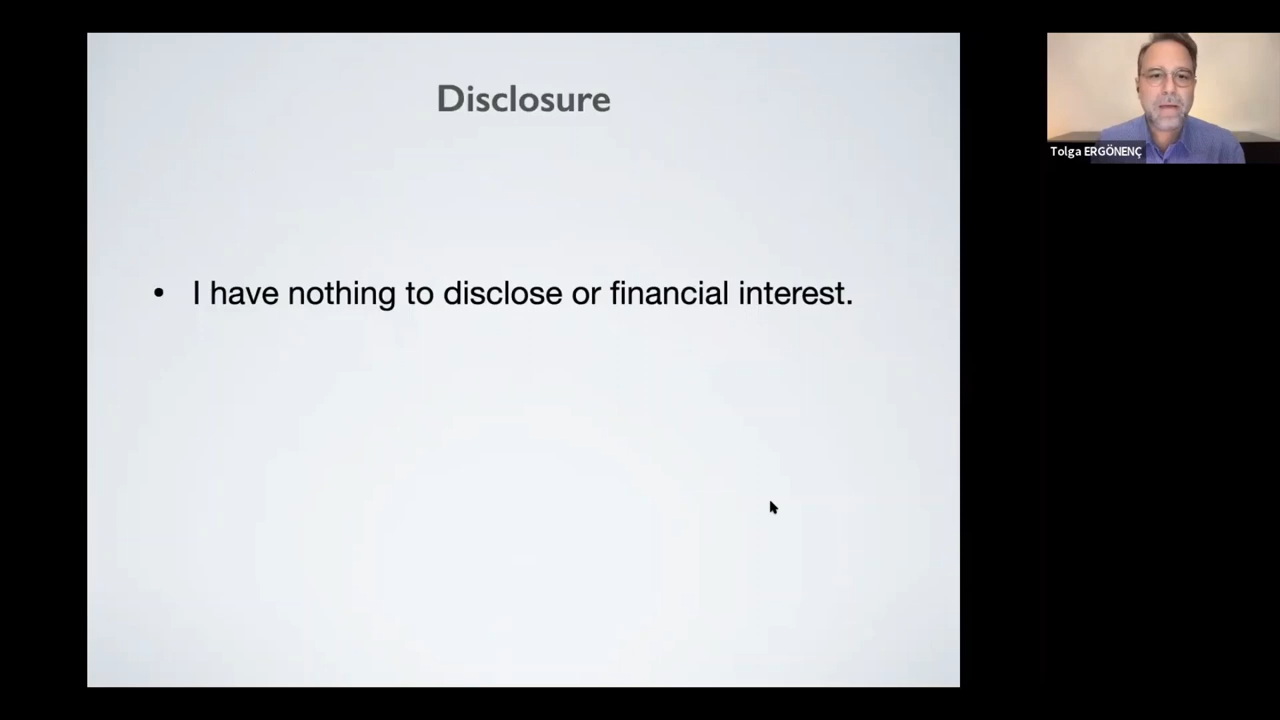 Disclosure
• I have nothing to disclose or financial interest.
Tolga ERGÖNENÇ